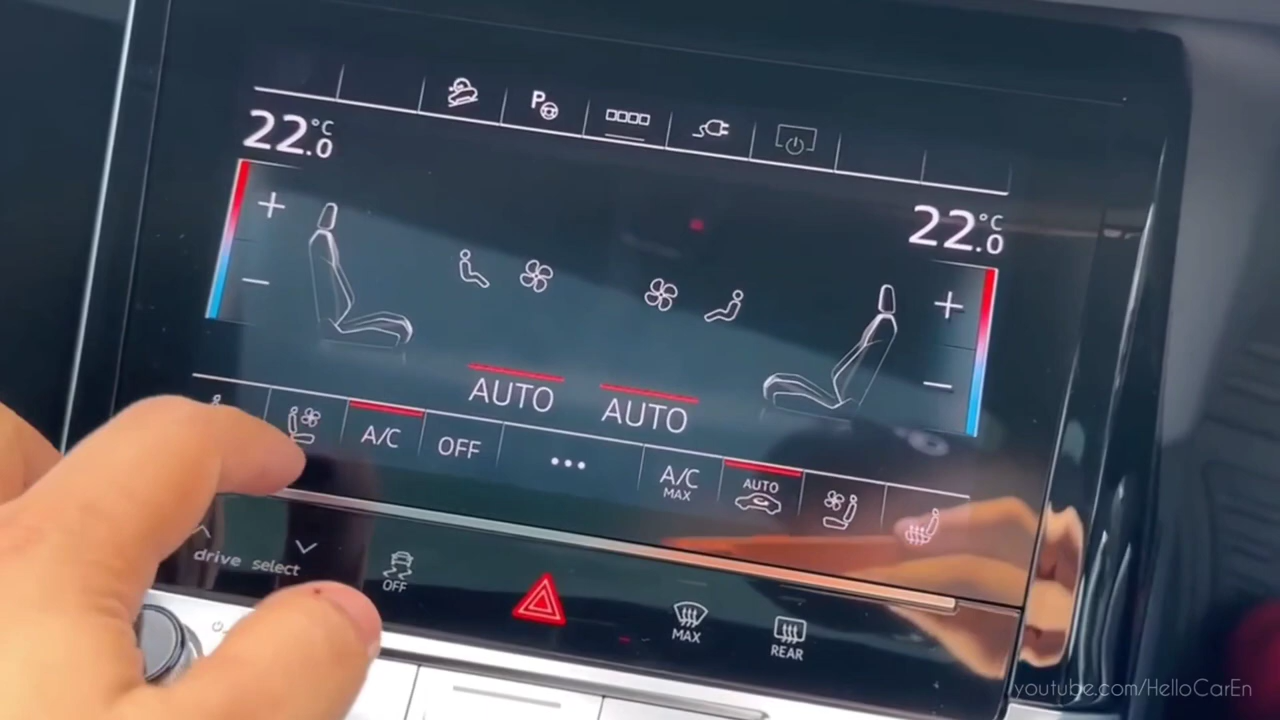 P
22.0 °C
22.0 °C
+
+
−
−
AUTO AUTO
A/C OFF ••• A/C MAX AUTO
drive select
OFF
MAX
REAR
youtube.com/HelloCarEn